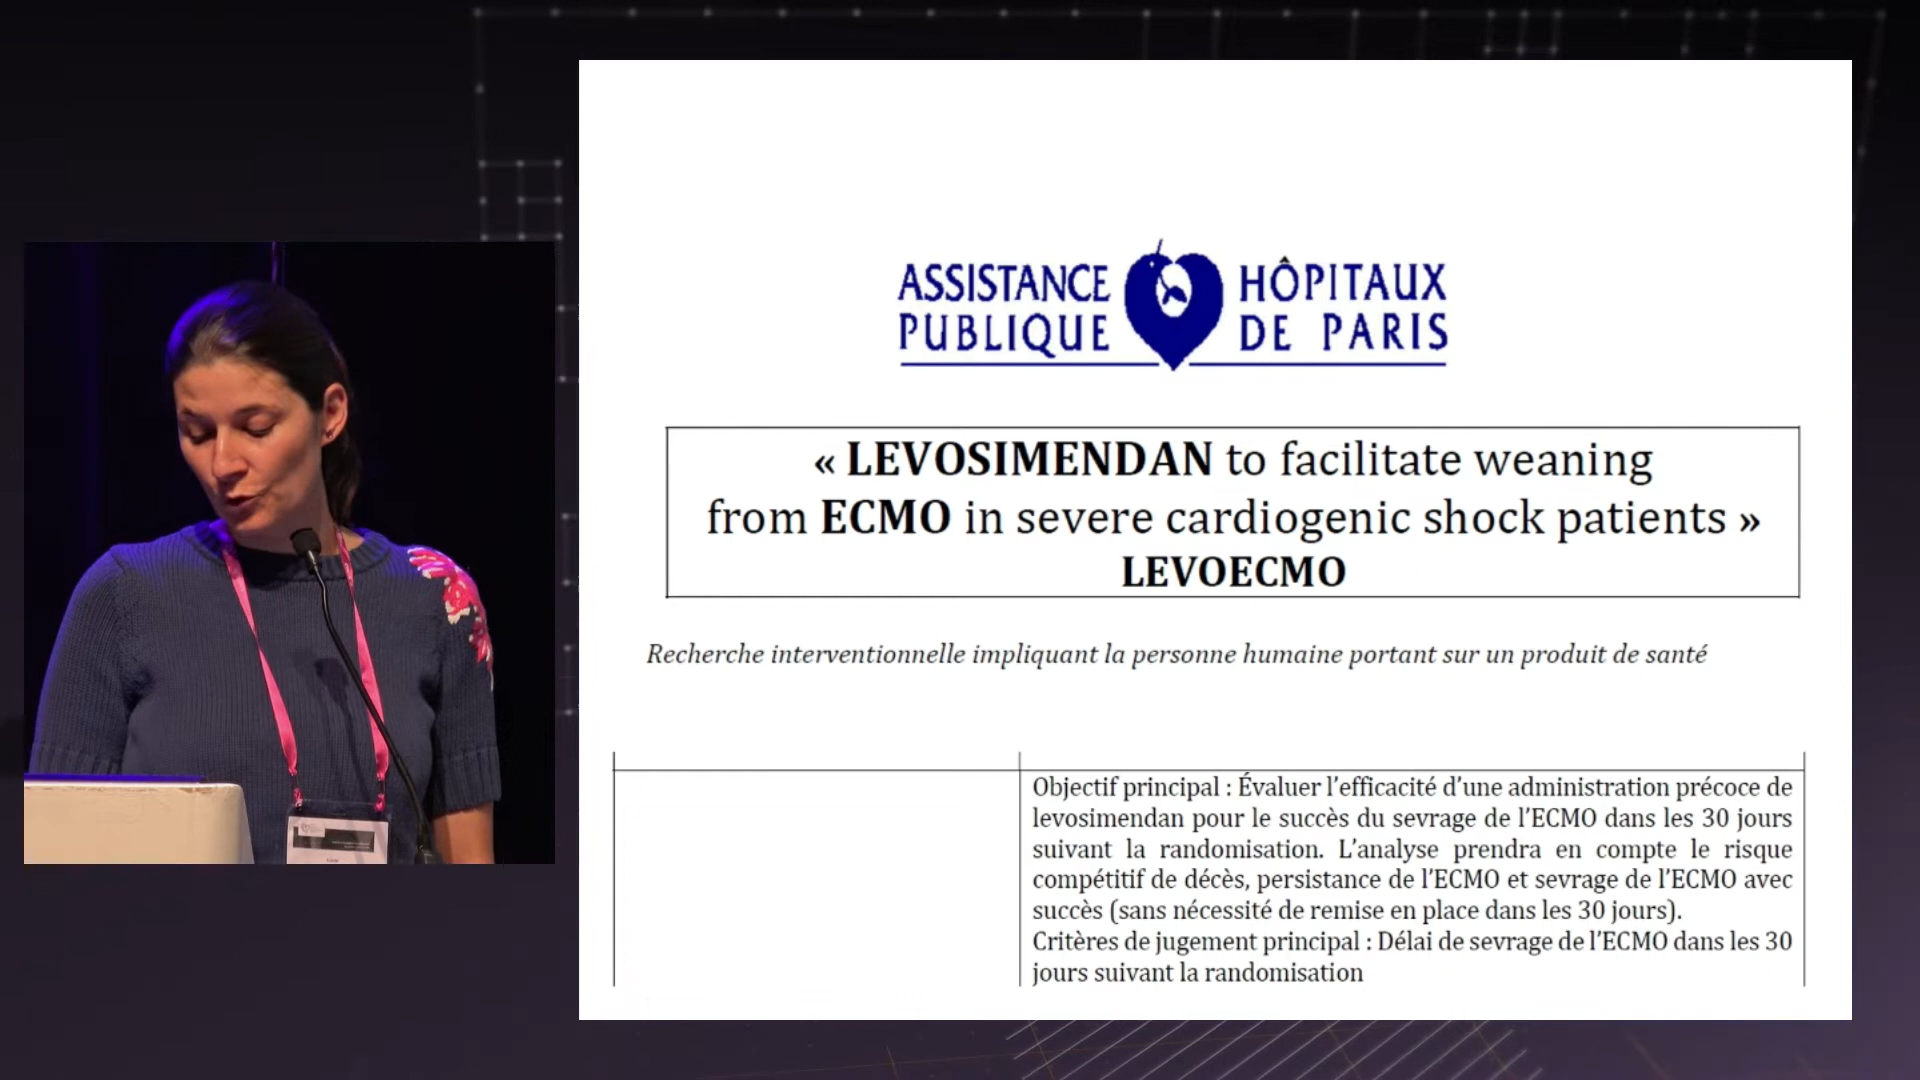 ASSISTANCE HÔPITAUX
PUBLIQUE DE PARIS
« LEVOSIMENDAN to facilitate weaning
from ECMO in severe cardiogenic shock patients »
LEVOECMO
Recherche interventionnelle impliquant la personne humaine portant sur un produit de santé
Objectif principal : Évaluer l’efficacité d’une administration précoce de
levosimendan pour le succès du sevrage de l’ECMO dans les 30 jours
suivant la randomisation. L’analyse prendra en compte le risque
compétitif de décès, persistance de l’ECMO et sevrage de l’ECMO avec
succès (sans nécessité de remise en place dans les 30 jours).
Critères de jugement principal : Délai de sevrage de l’ECMO dans les 30
jours suivant la randomisation